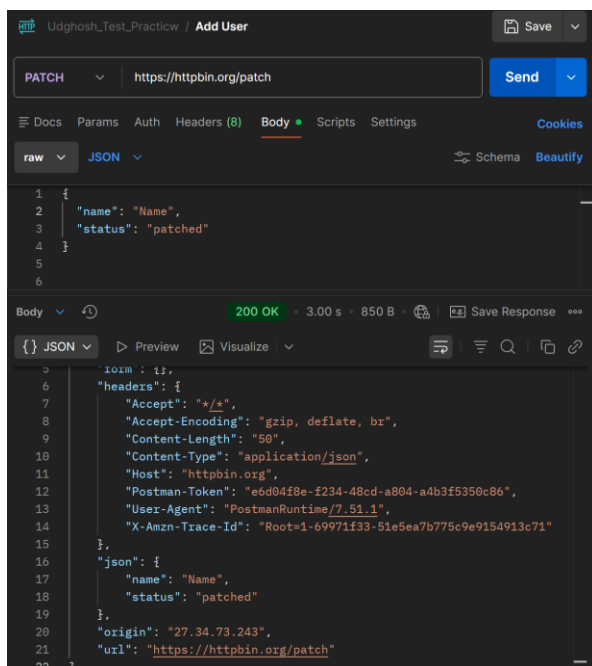 HTTP Udghosh_Test_Practicw / Add User Save
PATCH https://httpbin.org/patch Send
Docs Params Auth Headers (8) Body Scripts Settings Cookies
raw JSON Schema Beautify
1 {
2 "name": "Name",
3 "status": "patched"
4 }
5
6
Body 200 OK 3.00 s 850 B e.g. Save Response
{} JSON Preview Visualize
5 "form": {},
6 "headers": {
7 "Accept": "*/*",
8 "Accept-Encoding": "gzip, deflate, br",
9 "Content-Length": "50",
10 "Content-Type": "application/json",
11 "Host": "httpbin.org",
12 "Postman-Token": "e6d04f8e-f234-48cd-a804-a4b3f5350c86",
13 "User-Agent": "PostmanRuntime/7.51.1",
14 "X-Amzn-Trace-Id": "Root=1-69971f33-51e5ea7b775c9e9154913c71"
15 },
16 "json": {
17 "name": "Name",
18 "status": "patched"
19 },
20 "origin": "27.34.73.243",
21 "url": "https://httpbin.org/patch"
22 }